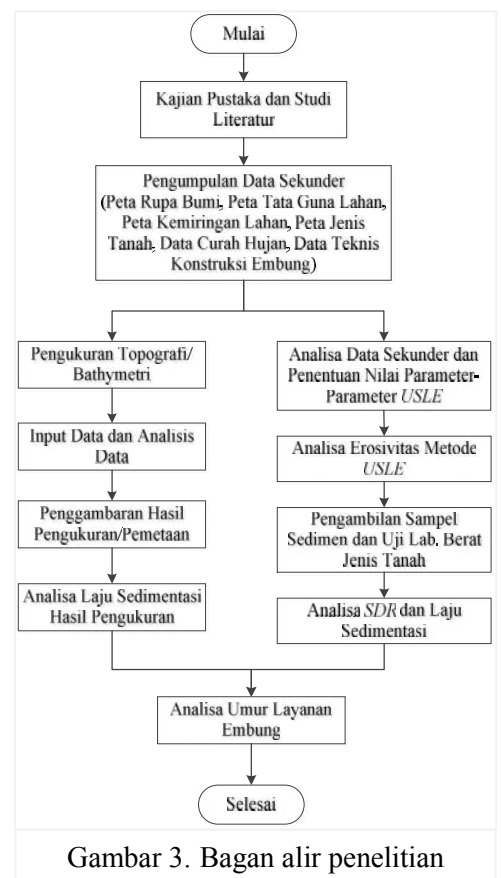 Mulai
Kajian Pustaka dan Studi
Literatur
Pengumpulan Data Sekunder
(Peta Rupa Bumi, Peta Tata Guna Lahan,
Peta Kemiringan Lahan, Peta Jenis
Tanah, Data Curah Hujan, Data Teknis
Konstruksi Embung)
Pengukuran Topografi/
Bathymetri
Input Data dan Analisis
Data
Penggambaran Hasil
Pengukuran/Pemetaan
Analisa Laju Sedimentasi
Hasil Pengukuran
Analisa Data Sekunder dan
Penentuan Nilai Parameter-
Parameter USLE
Analisa Erosivitas Metode
USLE
Pengambilan Sampel
Sedimen dan Uji Lab. Berat
Jenis Tanah
Analisa SDR dan Laju
Sedimentasi
Analisa Umur Layanan
Embung
Selesai
Gambar 3. Bagan alir penelitian